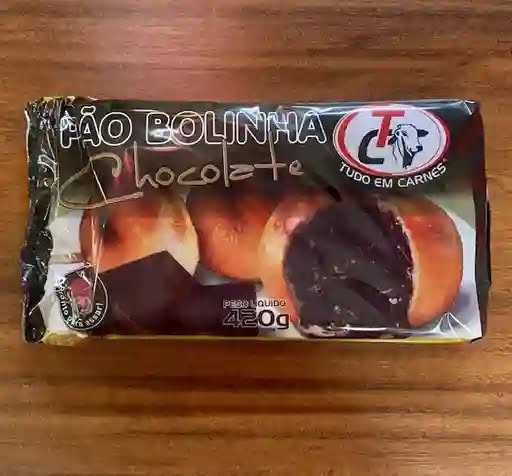 PÃO BOLINHA
Chocolate
TC
TUDO EM CARNES
PESO LÍQUIDO
420g